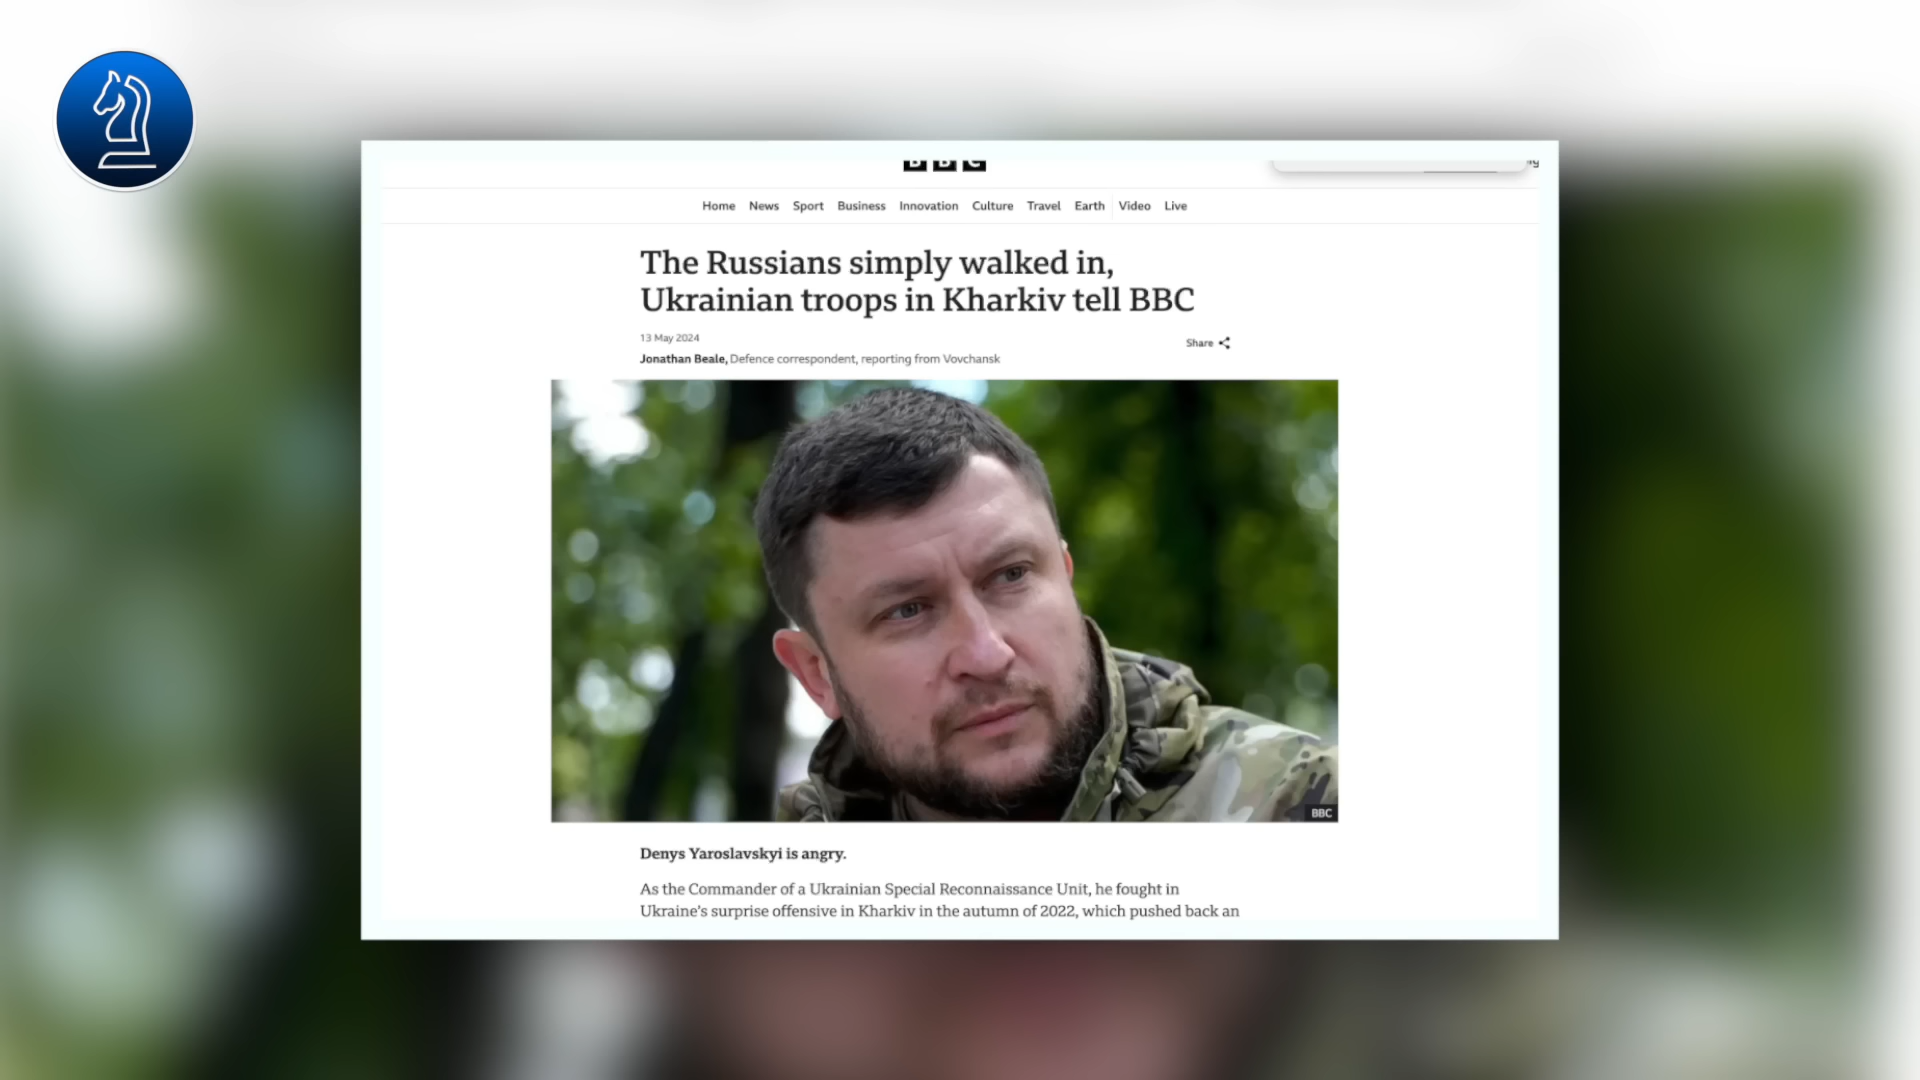 BBC
Home News Sport Business Innovation Culture Travel Earth Video Live
The Russians simply walked in,
Ukrainian troops in Kharkiv tell BBC
13 May 2024
Share
Jonathan Beale, Defence correspondent, reporting from Vovchansk
BBC
Denys Yaroslavskyi is angry.
As the Commander of a Ukrainian Special Reconnaissance Unit, he fought in
Ukraine's surprise offensive in Kharkiv in the autumn of 2022, which pushed back an